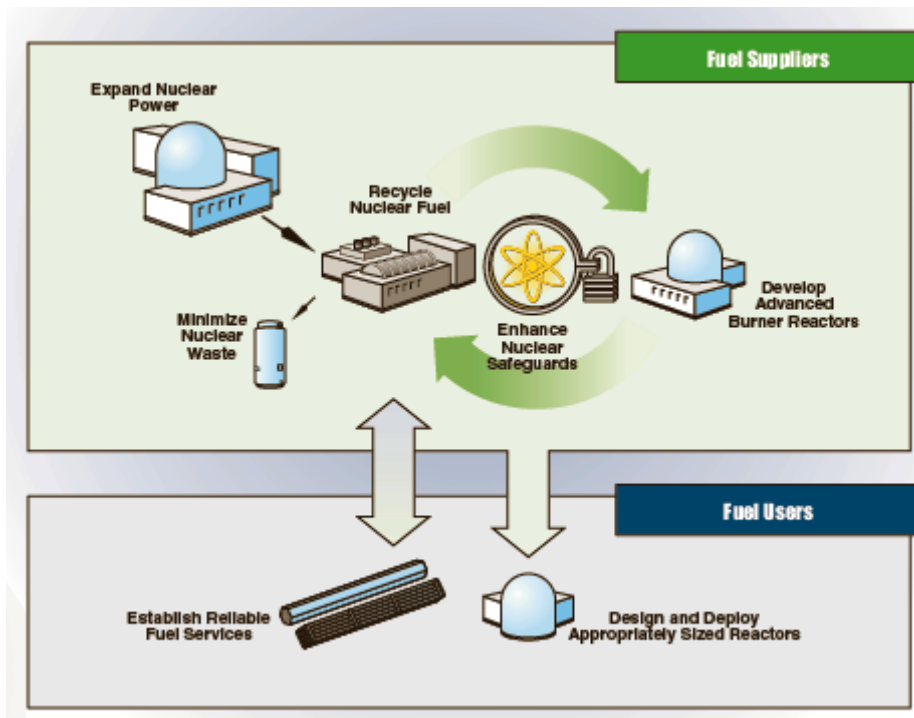 Fuel Suppliers
Expand Nuclear
Power
Recycle
Nuclear Fuel
Develop
Advanced
Burner Reactors
Minimize
Nuclear
Waste
Enhance
Nuclear
Safeguards
Fuel Users
Establish Reliable
Fuel Services
Design and Deploy
Appropriately Sized Reactors